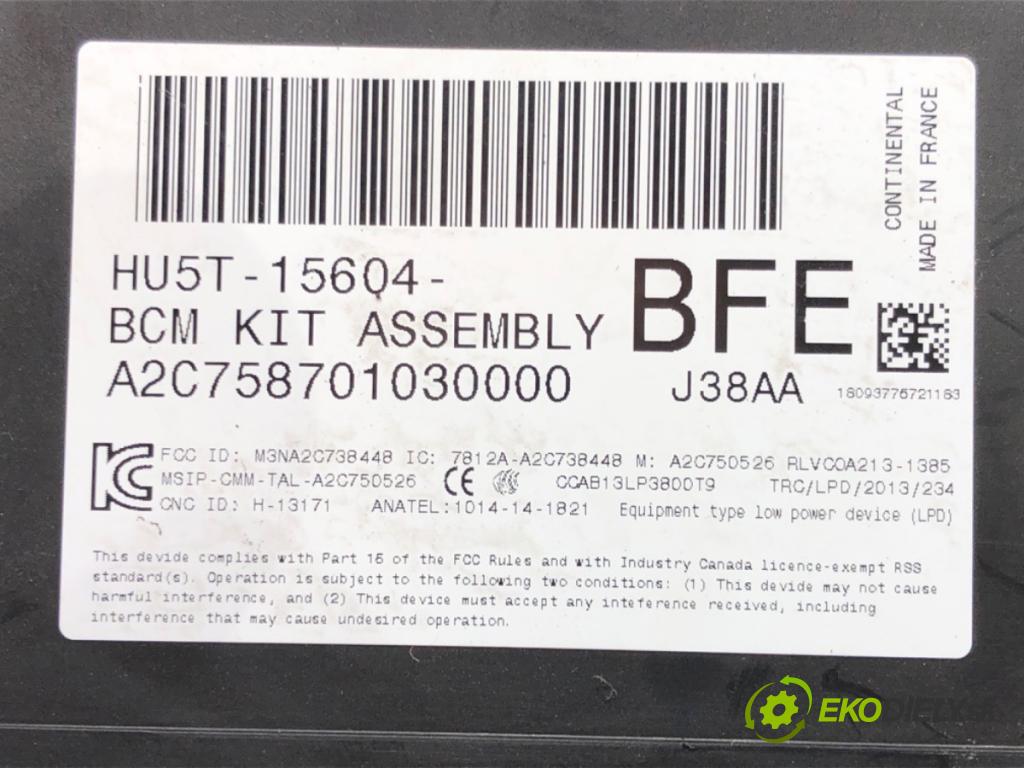 CONTINENTAL
MADE IN FRANCE
HU5T-15604-
BFE
BCM KIT ASSEMBLY
A2C758701030000
J38AA
18093776721183
FCC ID: M3NA2C738448 IC: 7812A-A2C738448 M: A2C750526 RLVCOA213-1385
MSIP-CMM-TAL-A2C750526 CE CCAB13LP3800T9 TRC/LPD/2013/234
CNC ID: H-13171 ANATEL:1014-14-1821 Equipment type low power device (LPD)
This devide complies with Part 15 of the FCC Rules and with Industry Canada licence-exempt RSS
standard(s). Operation is subject to the following two conditions: (1) This devide may not cause
harmful interference, and (2) This device must accept any inteference received, including
interference that may cause undesired operation.
EKODIELY.SK